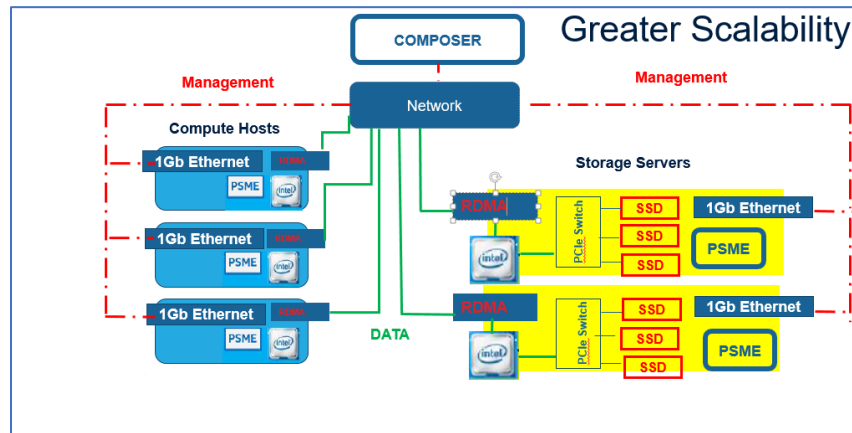 Greater Scalability
COMPOSER
Management
Management
Network
Compute Hosts
1Gb Ethernet
RDMA
PSME
intel
1Gb Ethernet
RDMA
PSME
intel
1Gb Ethernet
RDMA
PSME
intel
DATA
Storage Servers
RDMA
intel
PCIe Switch
SSD
SSD
SSD
1Gb Ethernet
PSME
RDMA
intel
PCIe Switch
SSD
SSD
SSD
1Gb Ethernet
PSME